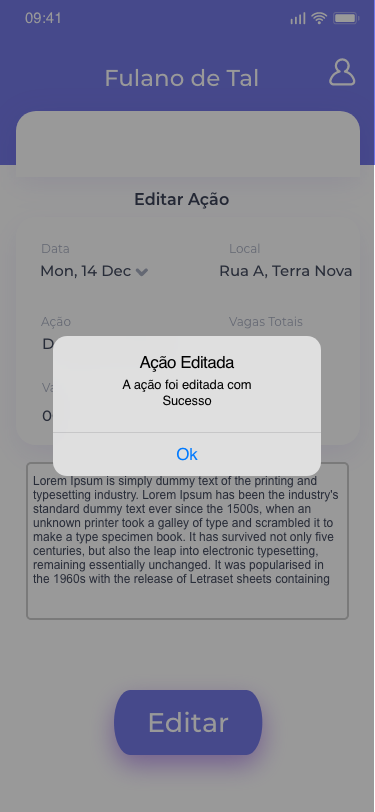 09:41
Fulano de Tal
Editar Ação
Data
Local
Mon, 14 Dec
Rua A, Terra Nova
Ação
Vagas Totais
Ação Editada
A ação foi editada com
Sucesso
Ok
Lorem Ipsum is simply dummy text of the printing and
typesetting industry. Lorem Ipsum has been the industry's
standard dummy text ever since the 1500s, when an
unknown printer took a galley of type and scrambled it to
make a type specimen book. It has survived not only five
centuries, but also the leap into electronic typesetting,
remaining essentially unchanged. It was popularised in
the 1960s with the release of Letraset sheets containing
Editar